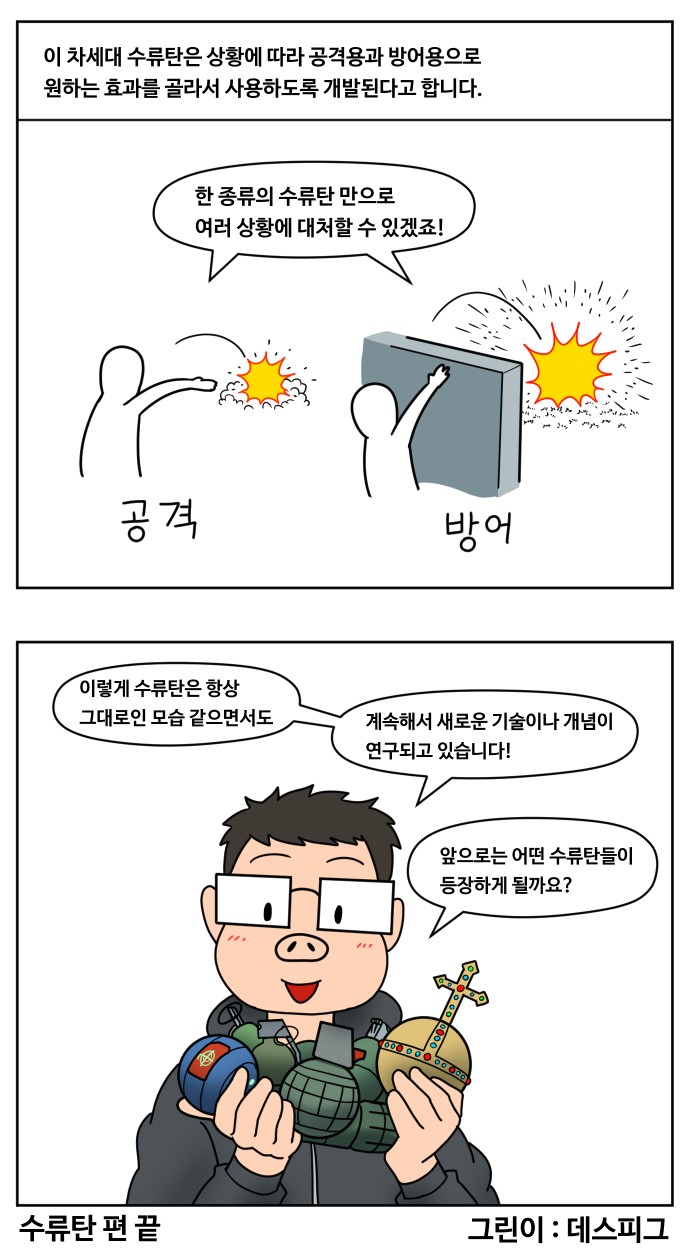 이 차세대 수류탄은 상황에 따라 공격용과 방어용으로
원하는 효과를 골라서 사용하도록 개발된다고 합니다.
한 종류의 수류탄 만으로
여러 상황에 대처할 수 있겠죠!
공격
방어
이렇게 수류탄은 항상
그대로인 모습 같으면서도
계속해서 새로운 기술이나 개념이
연구되고 있습니다!
앞으로는 어떤 수류탄들이
등장하게 될까요?
수류탄 편 끝
그린이 : 데스피그